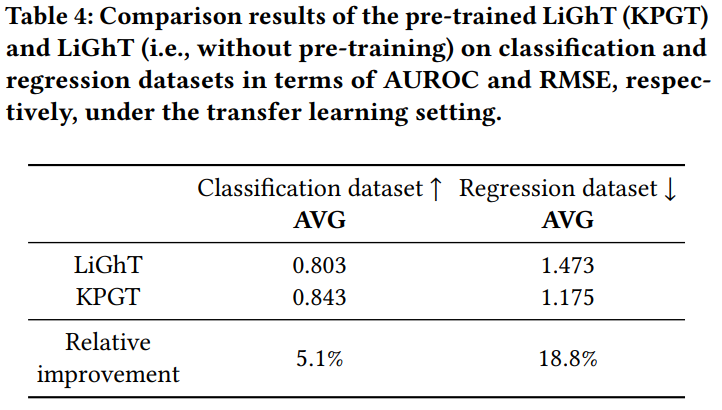 Table 4: Comparison results of the pre-trained LiGhT (KPGT)
and LiGhT (i.e., without pre-training) on classification and
regression datasets in terms of AUROC and RMSE, respec-
tively, under the transfer learning setting.
Classification dataset ↑ Regression dataset ↓
AVG AVG
LiGhT 0.803 1.473
KPGT 0.843 1.175
Relative
improvement 5.1% 18.8%